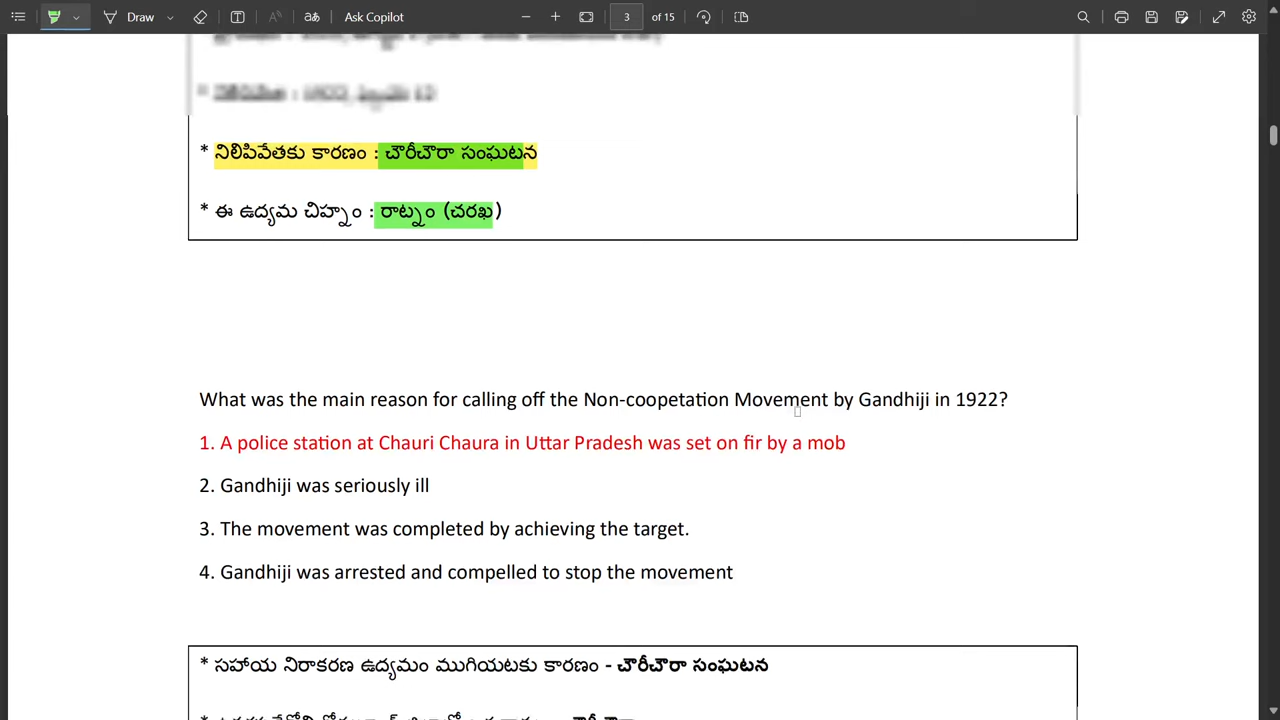 Draw
Ask Copilot
3 of 15
* నిలిపివేతకు కారణం : చౌరీచౌరా సంఘటన
* ఈ ఉద్యమ చిహ్నం : రాట్నం (చరఖ)
What was the main reason for calling off the Non-coopetation Movement by Gandhiji in 1922?
1. A police station at Chauri Chaura in Uttar Pradesh was set on fir by a mob
2. Gandhiji was seriously ill
3. The movement was completed by achieving the target.
4. Gandhiji was arrested and compelled to stop the movement
* సహాయ నిరాకరణ ఉద్యమం ముగియటకు కారణం - చౌరీచౌరా సంఘటన